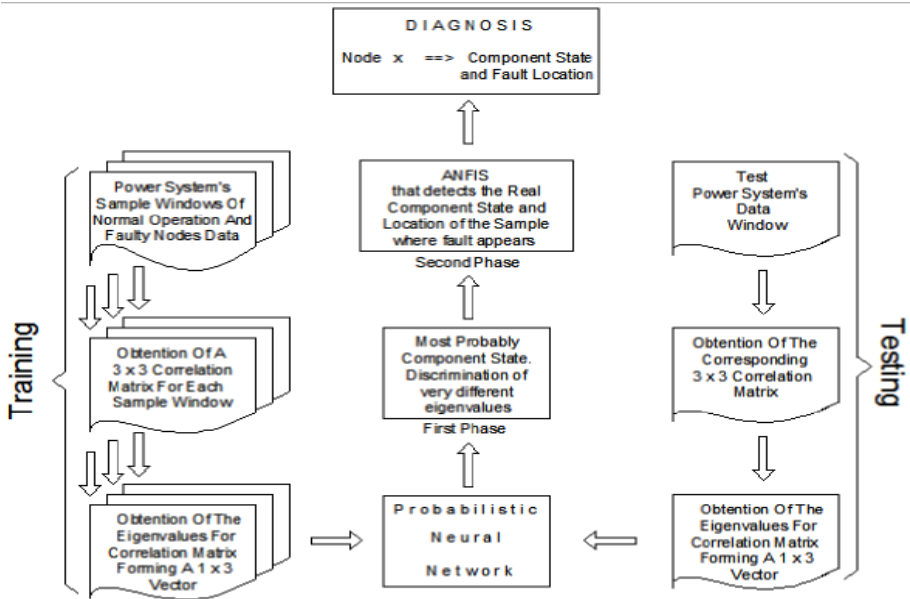 DIAGNOSIS
Node x ==> Component State
and Fault Location
Training
Power System's
Sample Windows Of
Normal Operation And
Faulty Nodes Data
Obtention Of A
3 x 3 Correlation
Matrix For Each
Sample Window
Obtention Of The
Eigenvalues For
Correlation Matrix
Forming A 1 x 3
Vector
ANFIS
that detects the Real
Component State and
Location of the Sample
where fault appears
Second Phase
Most Probably
Component State.
Discrimination of
very different
eigenvalues
First Phase
Probabilistic
Neural
Network
Test
Power System's
Data
Window
Obtention Of The
Corresponding
3 x 3 Correlation
Matrix
Obtention Of The
Eigenvalues For
Correlation Matrix
Forming A 1 x 3
Vector
Testing